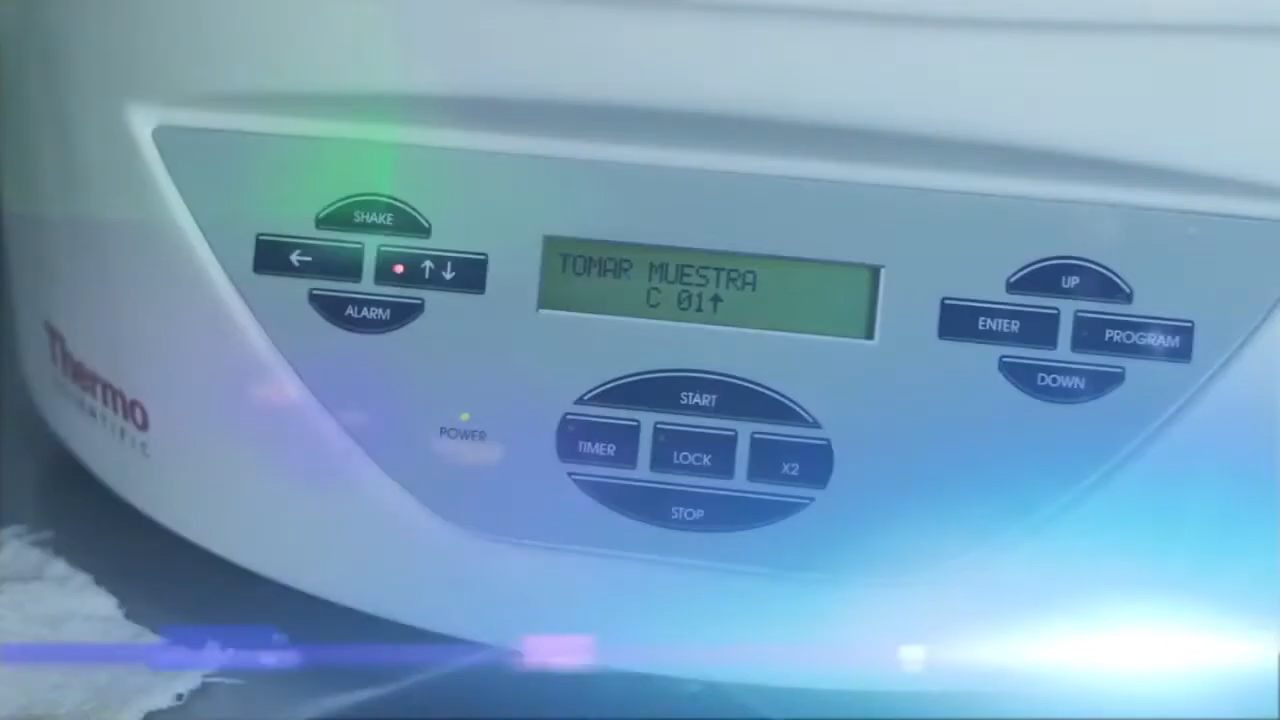 SHAKE
← ↑↓
ALARM
TOMAR MUESTRA
C 01↑
UP
ENTER PROGRAM
DOWN
Thermo
POWER
START
TIMER LOCK X2
STOP